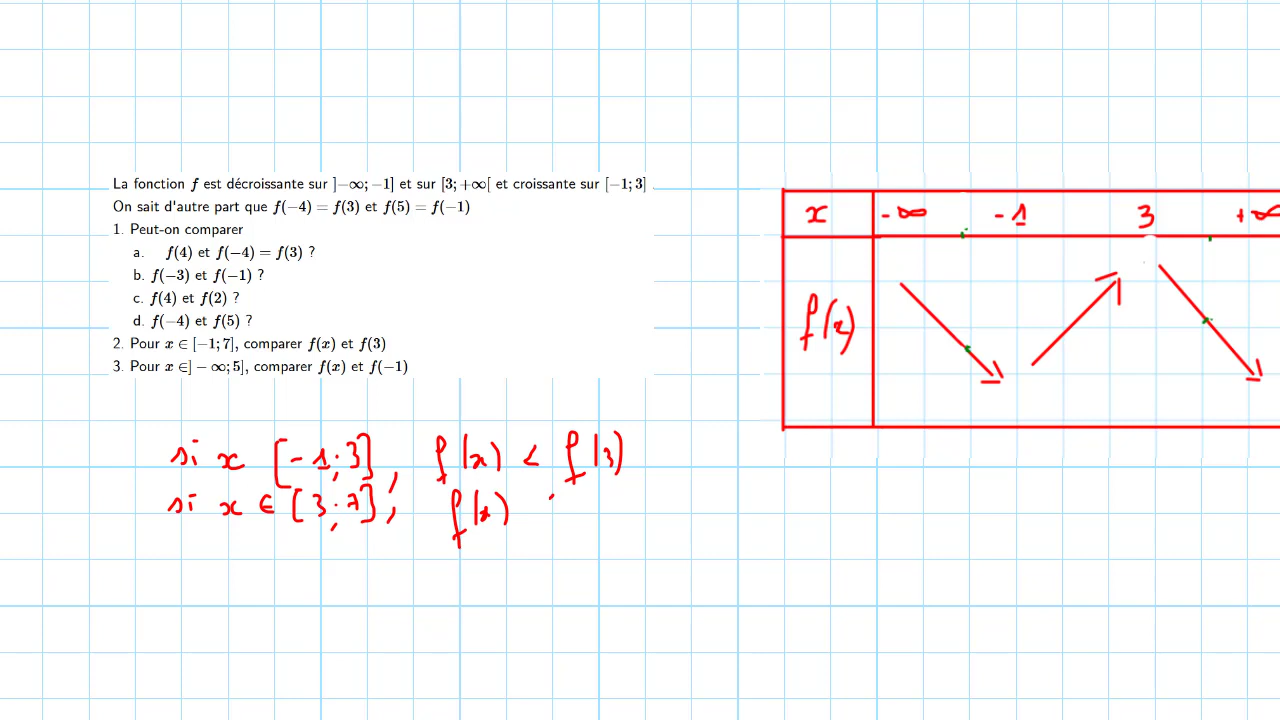 La fonction f est décroissante sur ]−∞; −1] et sur [3; +∞[ et croissante sur [−1; 3]
On sait d'autre part que f(−4) = f(3) et f(5) = f(−1)
1. Peut-on comparer
a. f(4) et f(−4) = f(3) ?
b. f(−3) et f(−1) ?
c. f(4) et f(2) ?
d. f(−4) et f(5) ?
2. Pour x ∈ [−1; 7], comparer f(x) et f(3)
3. Pour x ∈] − ∞; 5], comparer f(x) et f(−1)
x -∞ -1 3 +∞
f(x)
si x [-1;3], f(x) < f(3)
si x ∈ [3;7], f(x)